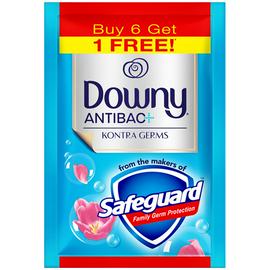 Buy 6 Get
1 FREE!*
Downy
ANTIBAC+
KONTRA GERMS
from the makers of
Safeguard
Family Germ Protection